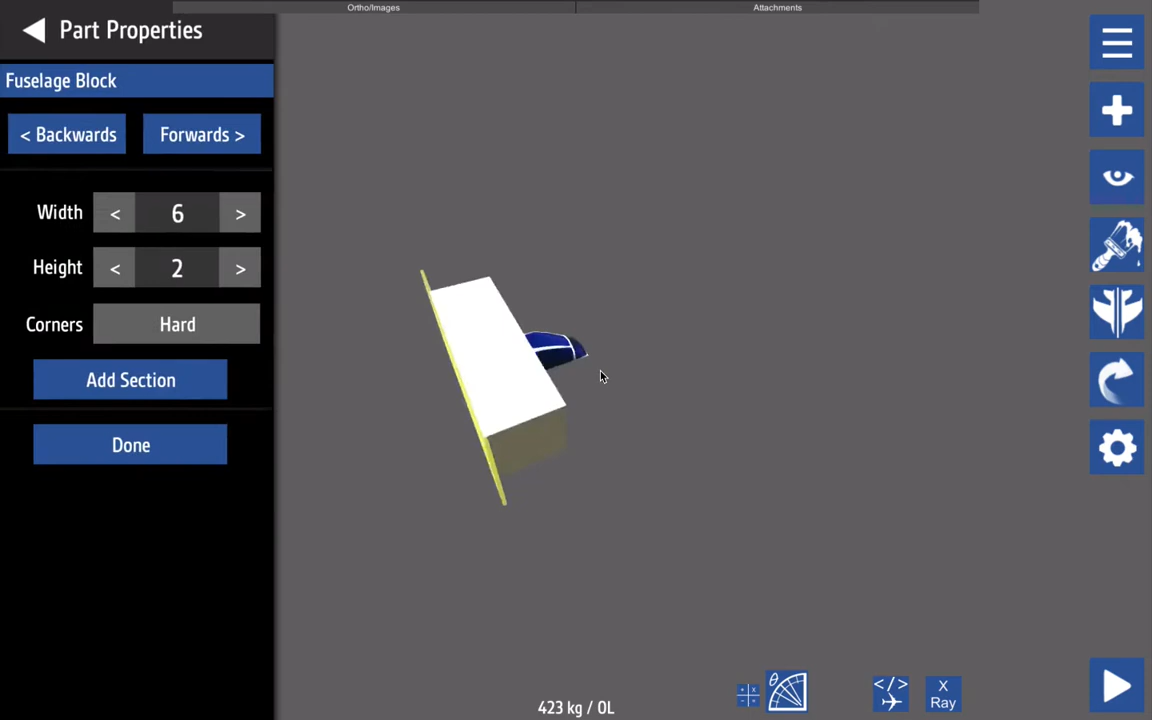 Ortho/Images
Attachments
Part Properties
Fuselage Block
< Backwards
Forwards >
Width < 6 >
Height < 2 >
Corners Hard
Add Section
Done
θ
</>
X
Ray
423 kg / 0L